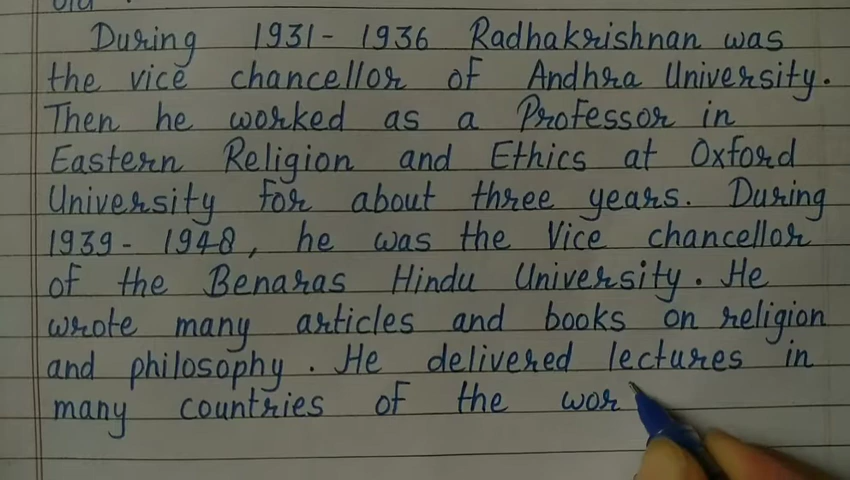 During 1931- 1936 Radhakrishnan was
the vice chancellor of Andhra University.
Then he worked as a Professor in
Eastern Religion and Ethics at Oxford
University for about three years. During
1939- 1948, he was the Vice chancellor
of the Benaras Hindu University. He
wrote many articles and books on religion
and philosophy. He delivered lectures in
many countries of the wor